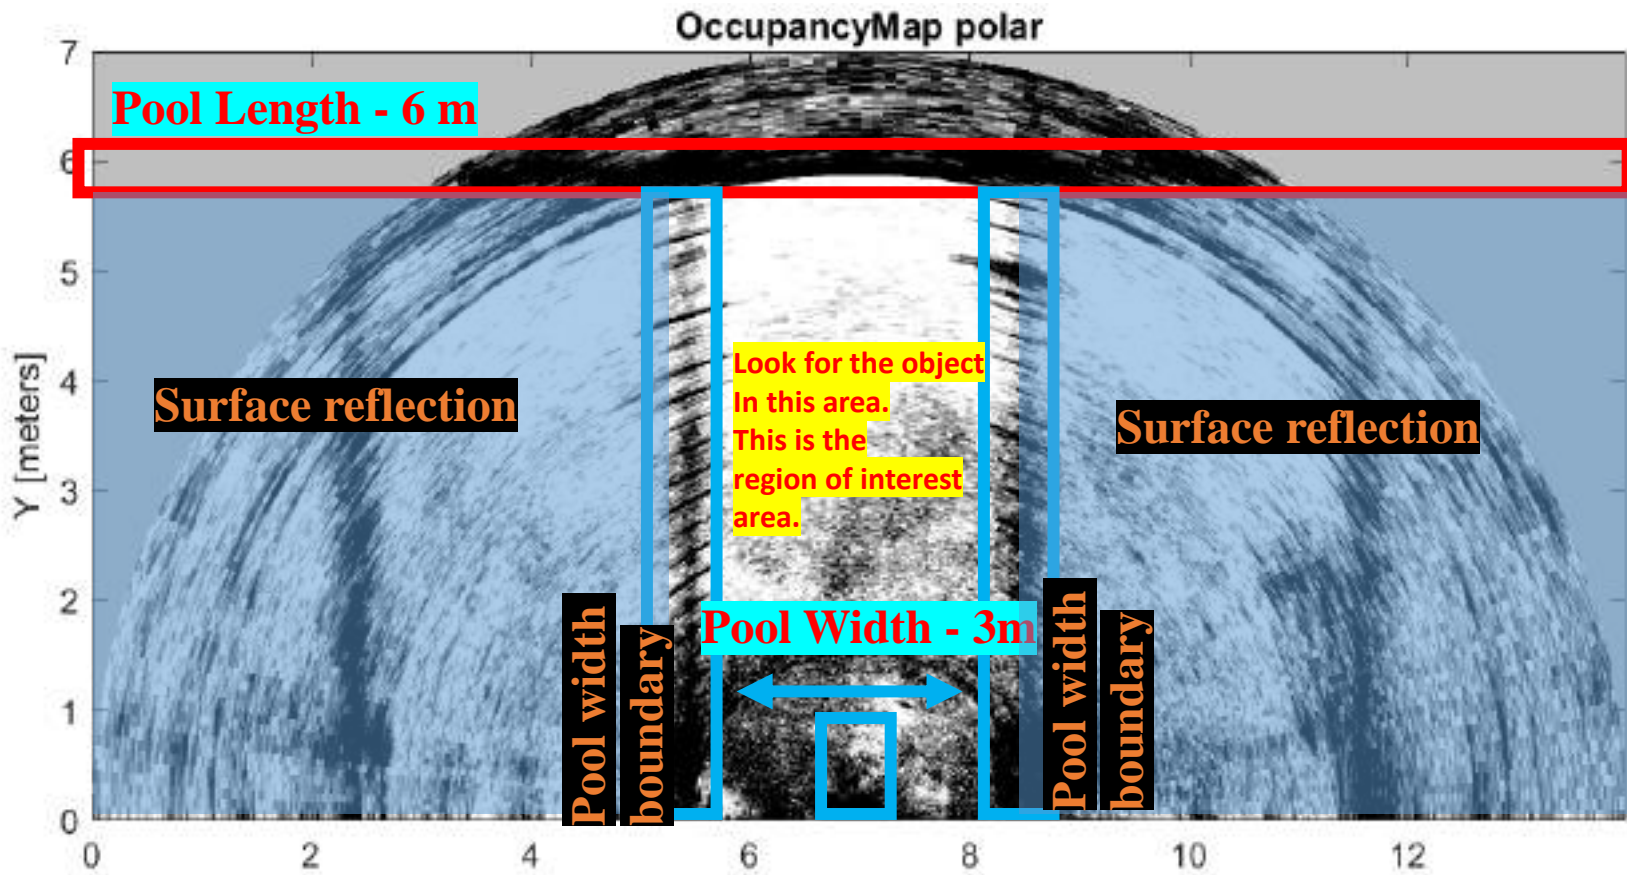 OccupancyMap polar
7
Pool Length - 6 m
6
5
Look for the object
In this area.
This is the
region of interest
area.
4
Surface reflection
Surface reflection
Y [meters]
3
2
Pool width
boundary
Pool Width - 3m
Pool width
boundary
1
0
0
2
4
6
8
10
12